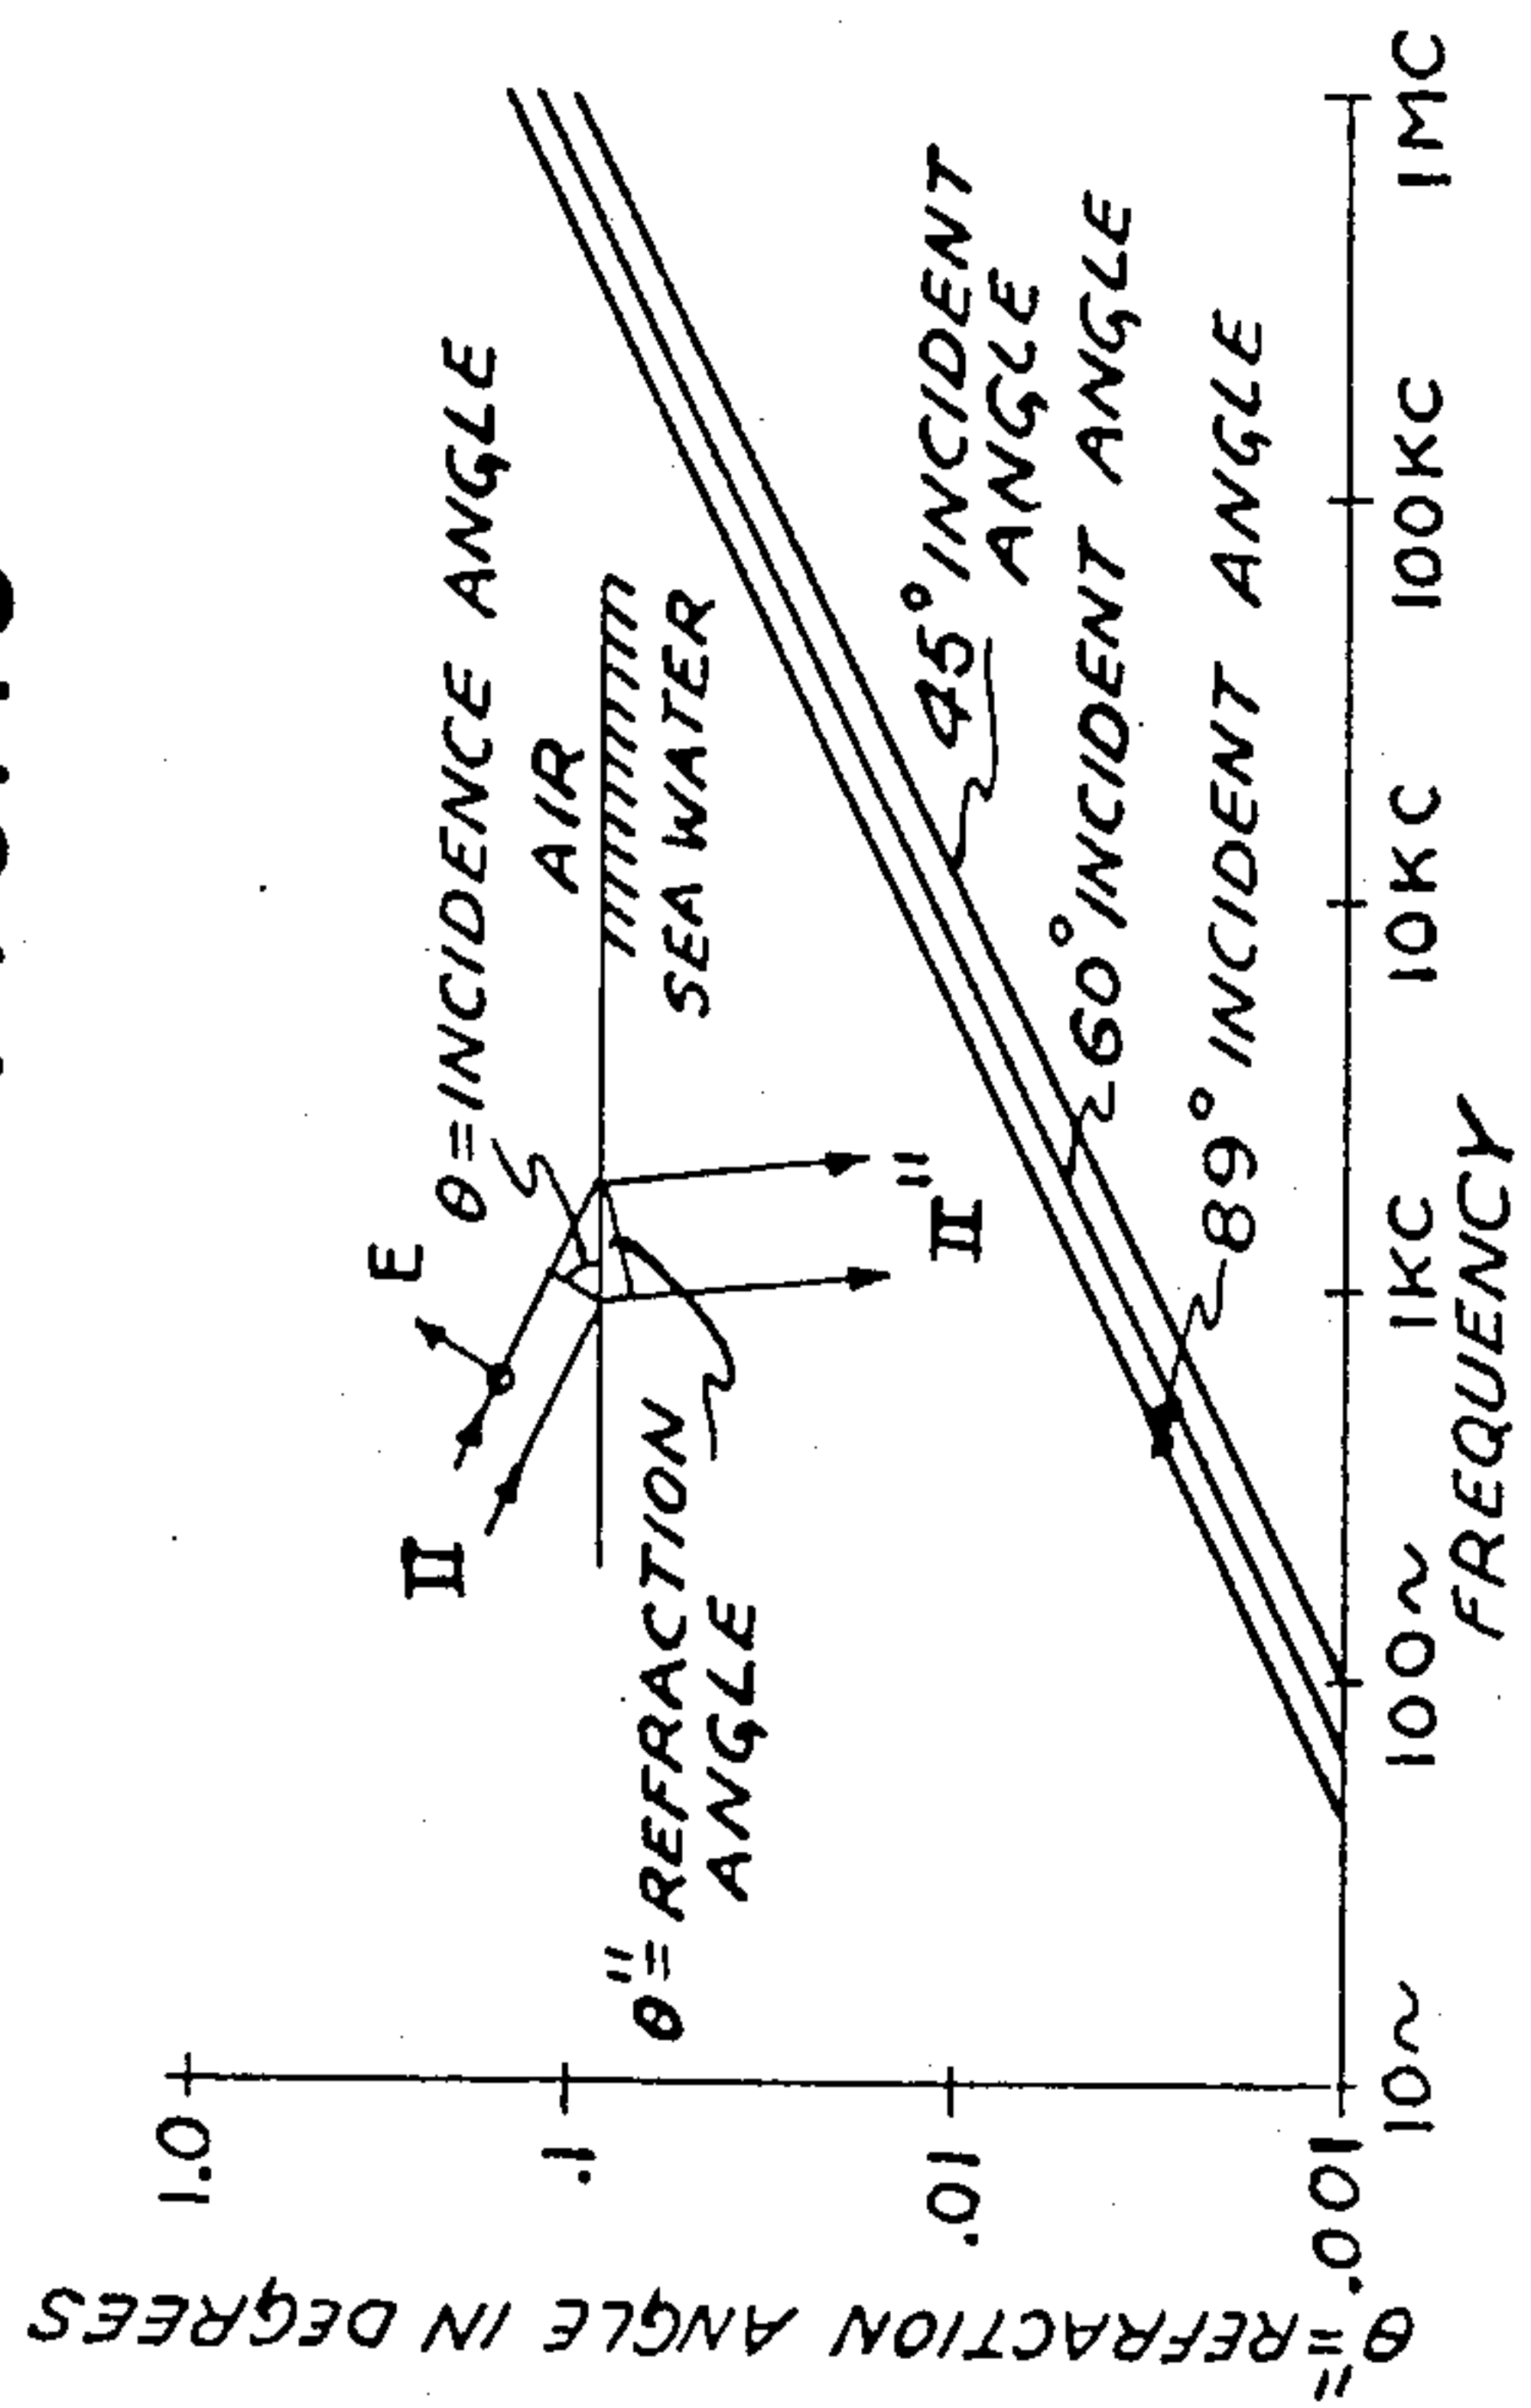 θ"=REFRACTION ANGLE IN DEGREES
1.0
.1
.01
.001
II
E
θ=INCIDENCE ANGLE
AIR
SEA WATER
θ"=REFRACTION
ANGLE
II"
45° INCIDENT
ANGLE
60° INCIDENT ANGLE
89° INCIDENT ANGLE
10~
100~
1KC
10KC
100KC
1MC
FREQUENCY